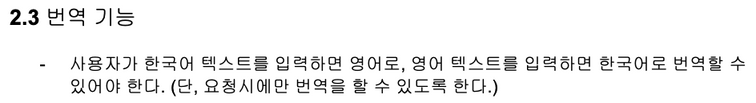 2.3 번역 기능
- 사용자가 한국어 텍스트를 입력하면 영어로, 영어 텍스트를 입력하면 한국어로 번역할 수
있어야 한다. (단, 요청시에만 번역을 할 수 있도록 한다.)